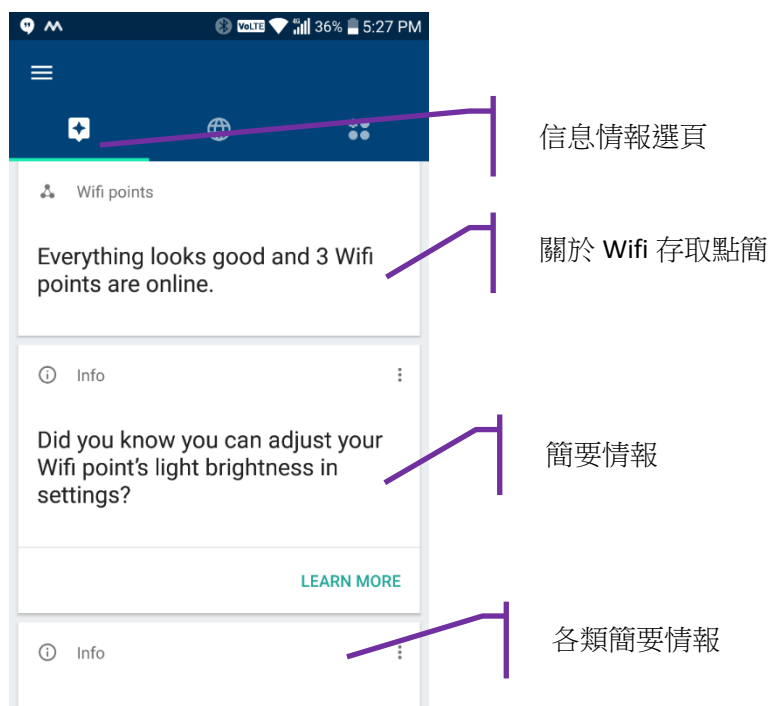 VoLTE 4G 36% 5:27 PM
信息情報選頁
Wifi points
Everything looks good and 3 Wifi
points are online.
關於 Wifi 存取點簡
Info
Did you know you can adjust your
Wifi point's light brightness in
settings?
簡要情報
LEARN MORE
Info
各類簡要情報